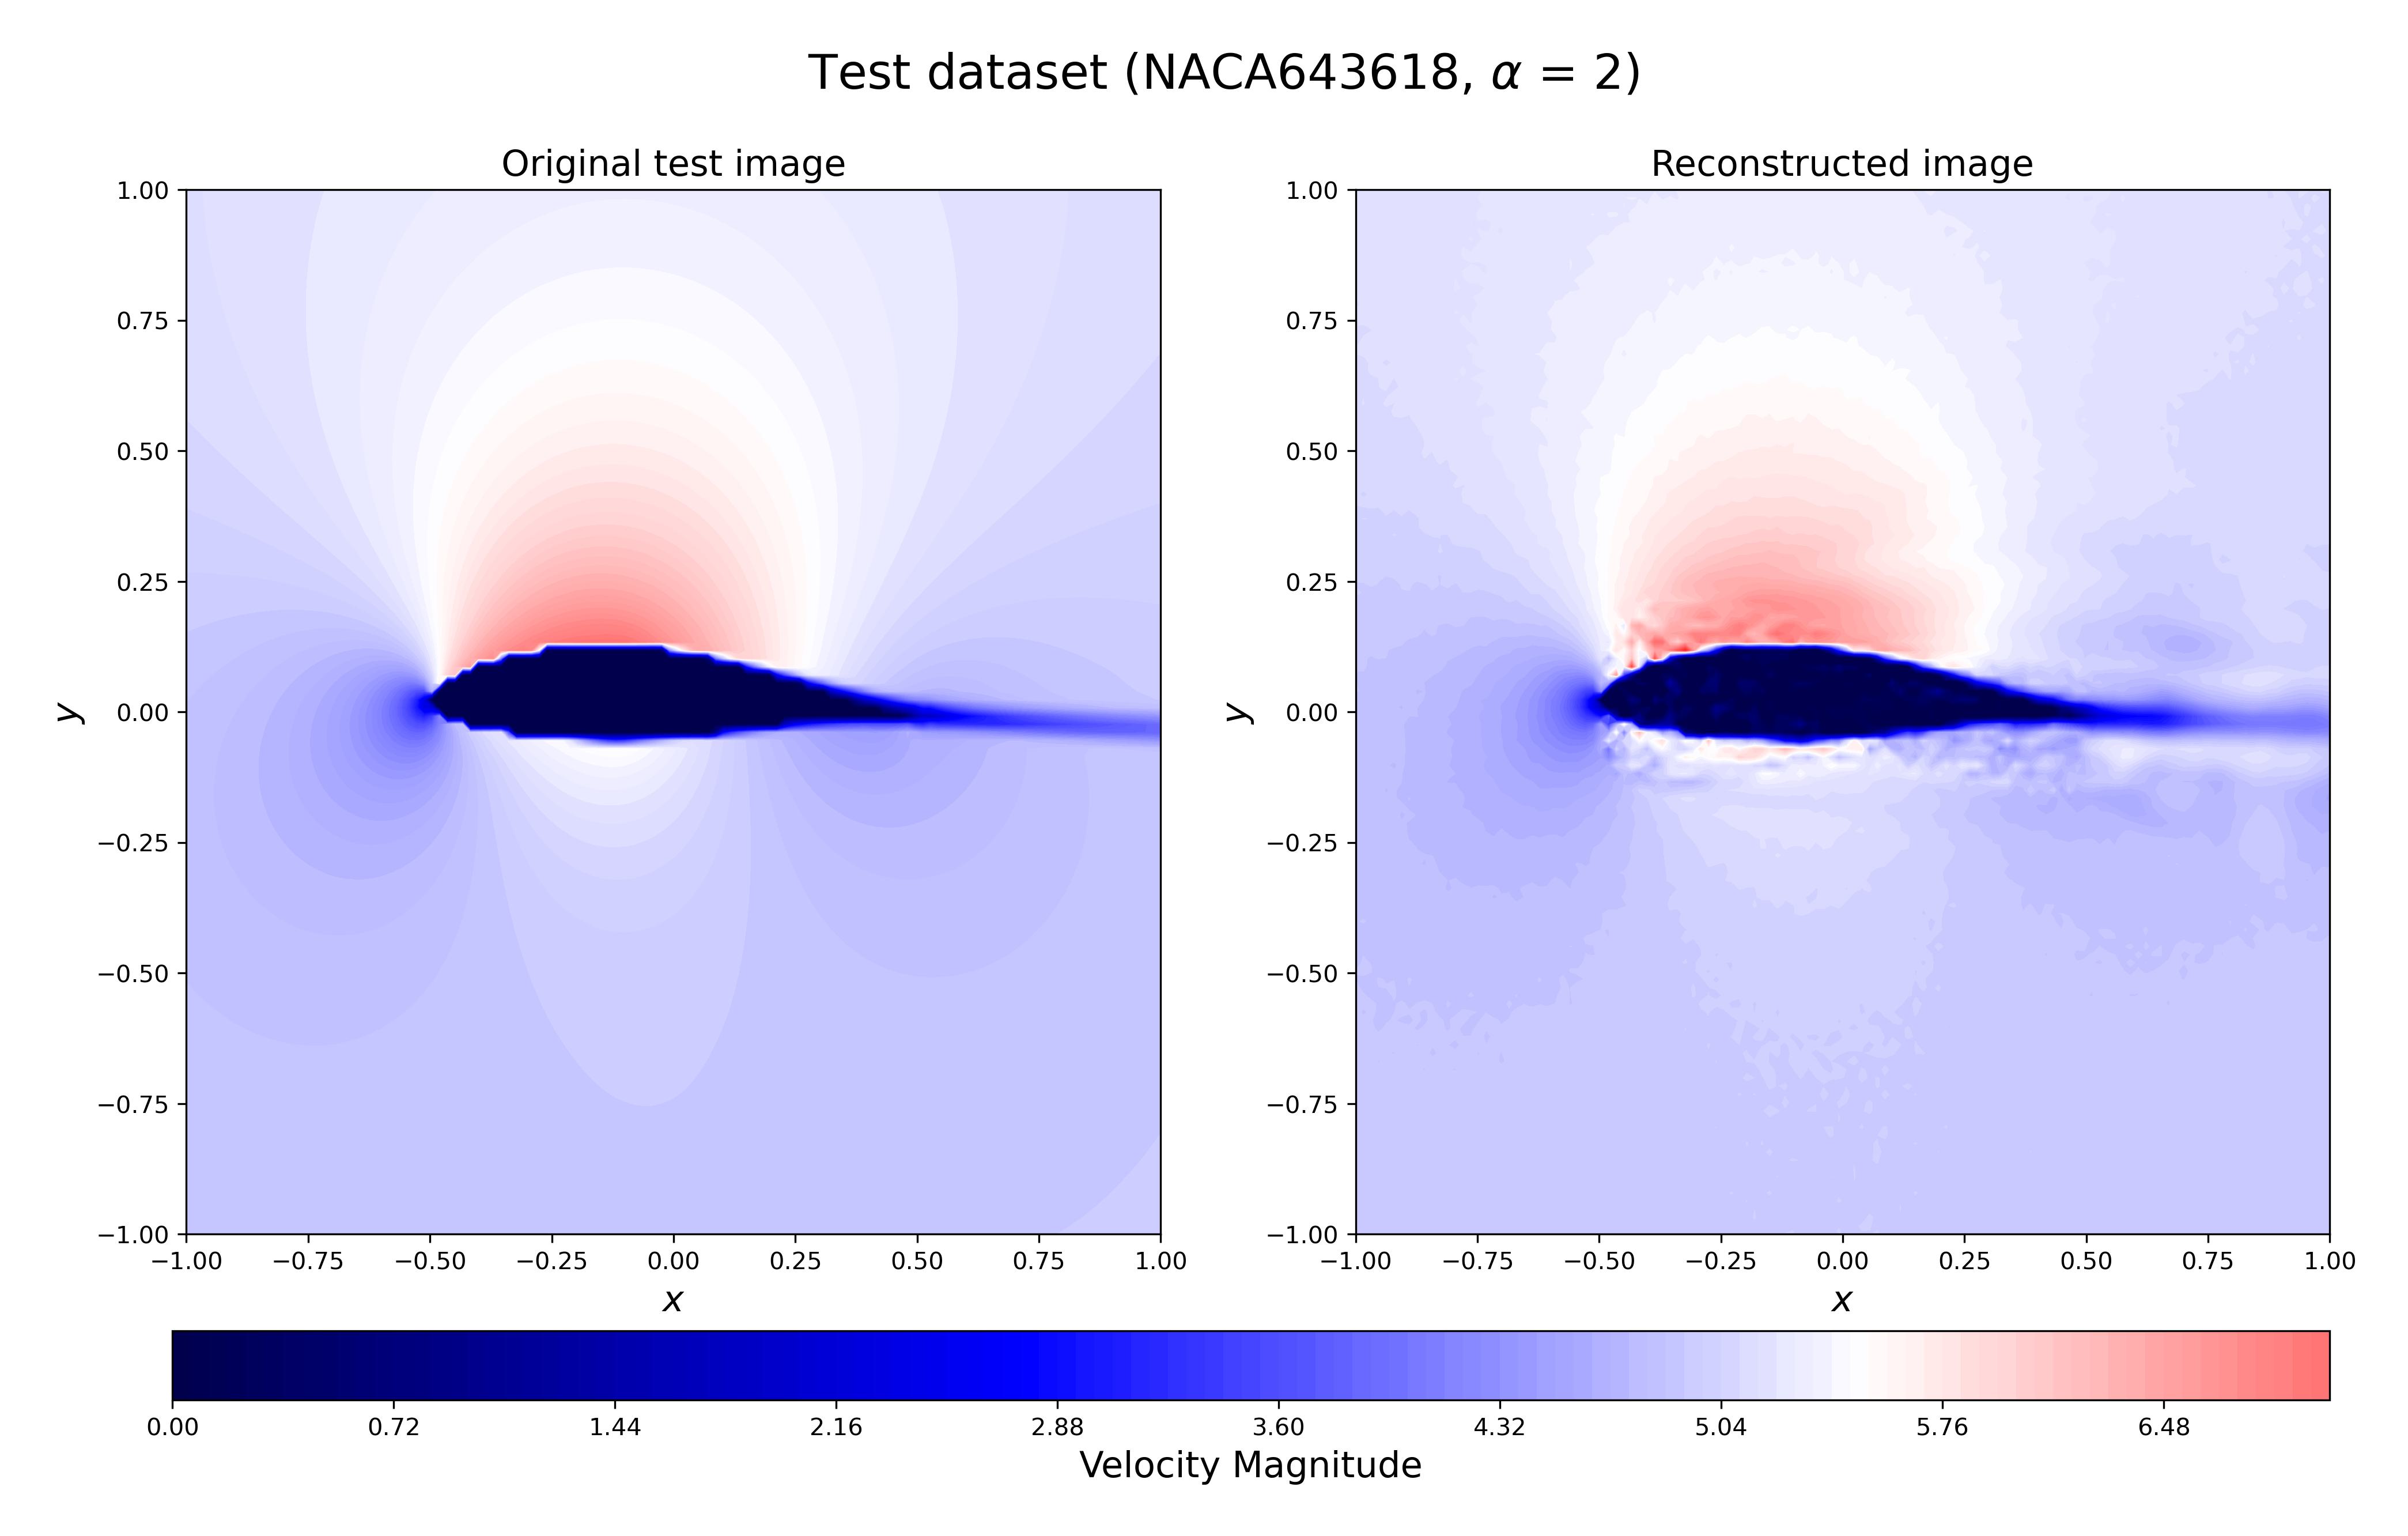 Test dataset (NACA643618, α = 2)
Original test image
1.00
0.75
0.50
0.25
0.00
−0.25
−0.50
−0.75
−1.00
y
−1.00 −0.75 −0.50 −0.25 0.00 0.25 0.50 0.75 1.00
x
Reconstructed image
1.00
0.75
0.50
0.25
0.00
−0.25
−0.50
−0.75
−1.00
y
−1.00 −0.75 −0.50 −0.25 0.00 0.25 0.50 0.75 1.00
x
0.00 0.72 1.44 2.16 2.88 3.60 4.32 5.04 5.76 6.48
Velocity Magnitude